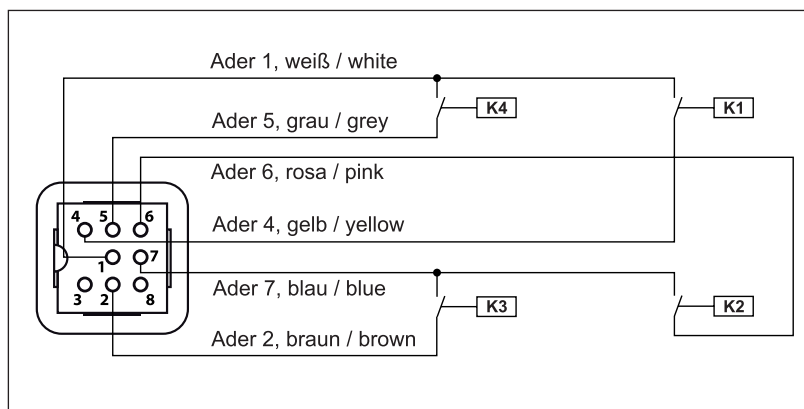 Ader 1, weiß / white
K4
K1
Ader 5, grau / grey
Ader 6, rosa / pink
4 5 6
Ader 4, gelb / yellow
1 7
Ader 7, blau / blue
3 2 8
K3
K2
Ader 2, braun / brown